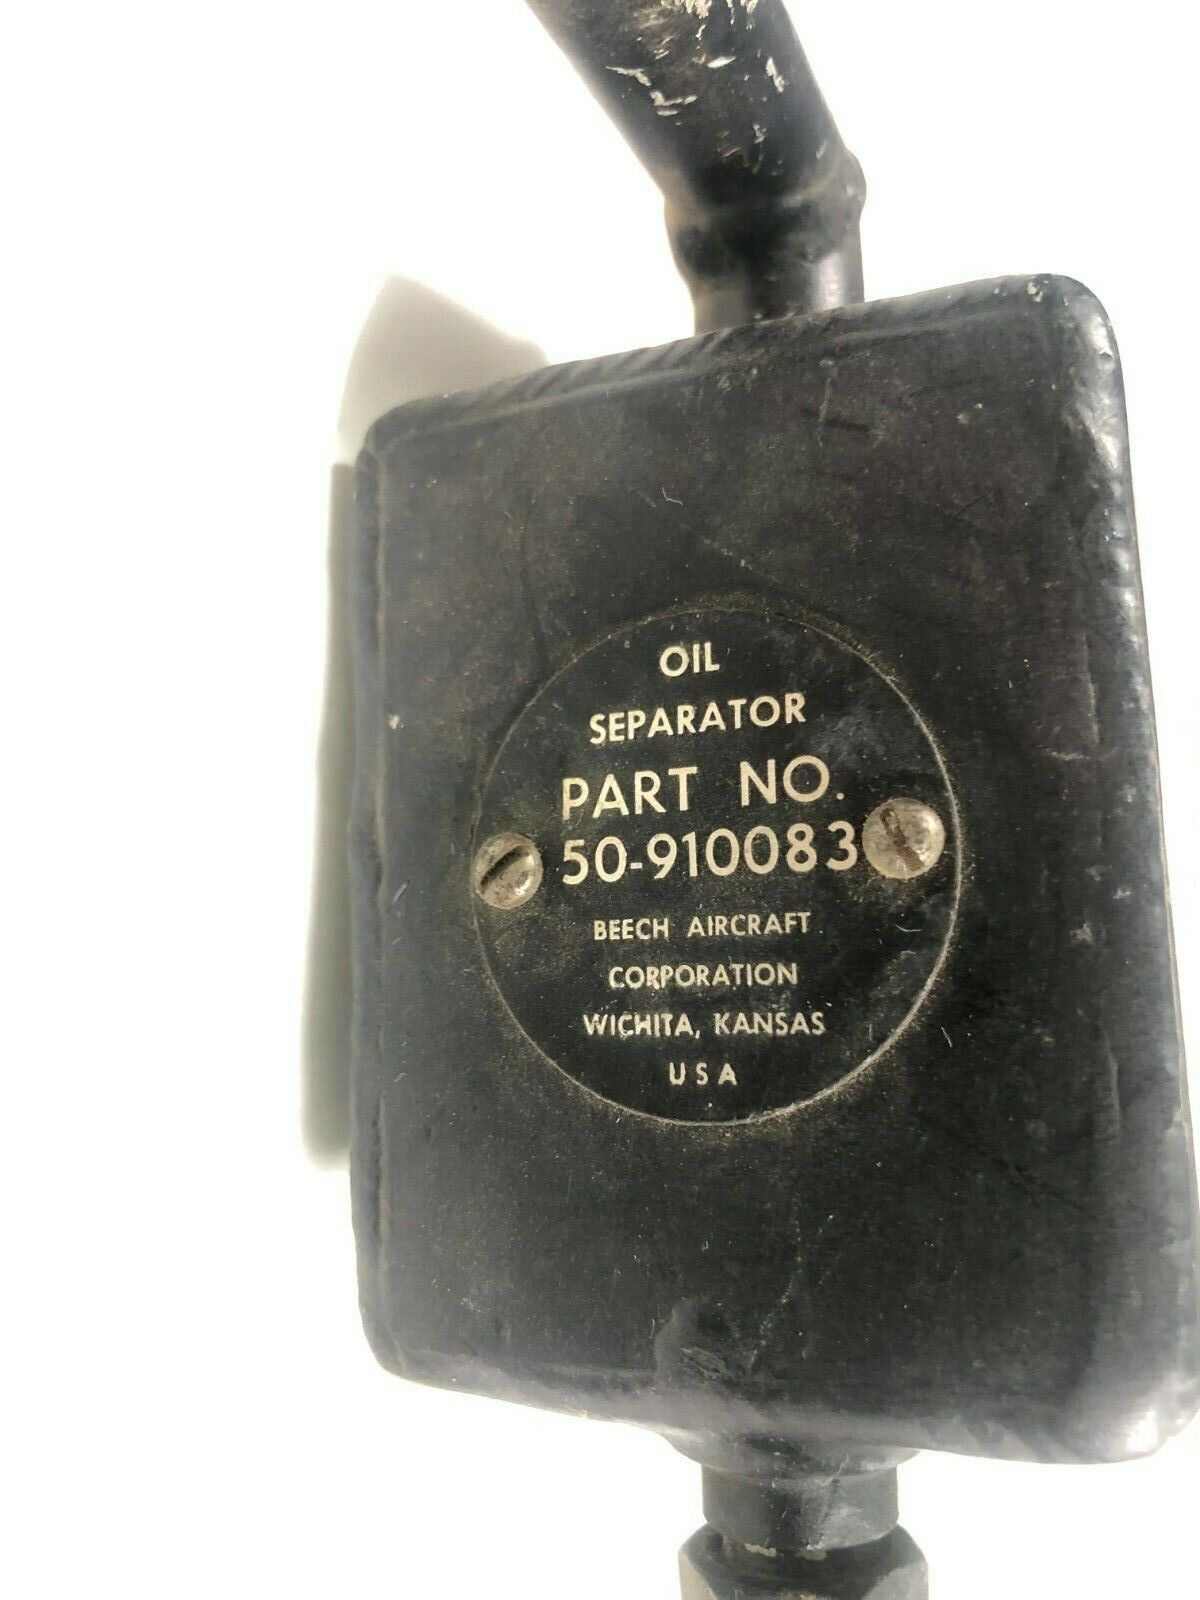 OIL
SEPARATOR
PART NO.
50-910083
BEECH AIRCRAFT
CORPORATION
WICHITA, KANSAS
USA